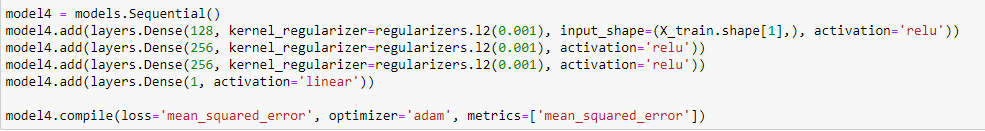 model4 = models.Sequential()
model4.add(layers.Dense(128, kernel_regularizer=regularizers.l2(0.001), input_shape=(X_train.shape[1],), activation='relu'))
model4.add(layers.Dense(256, kernel_regularizer=regularizers.l2(0.001), activation='relu'))
model4.add(layers.Dense(256, kernel_regularizer=regularizers.l2(0.001), activation='relu'))
model4.add(layers.Dense(1, activation='linear'))
model4.compile(loss='mean_squared_error', optimizer='adam', metrics=['mean_squared_error'])